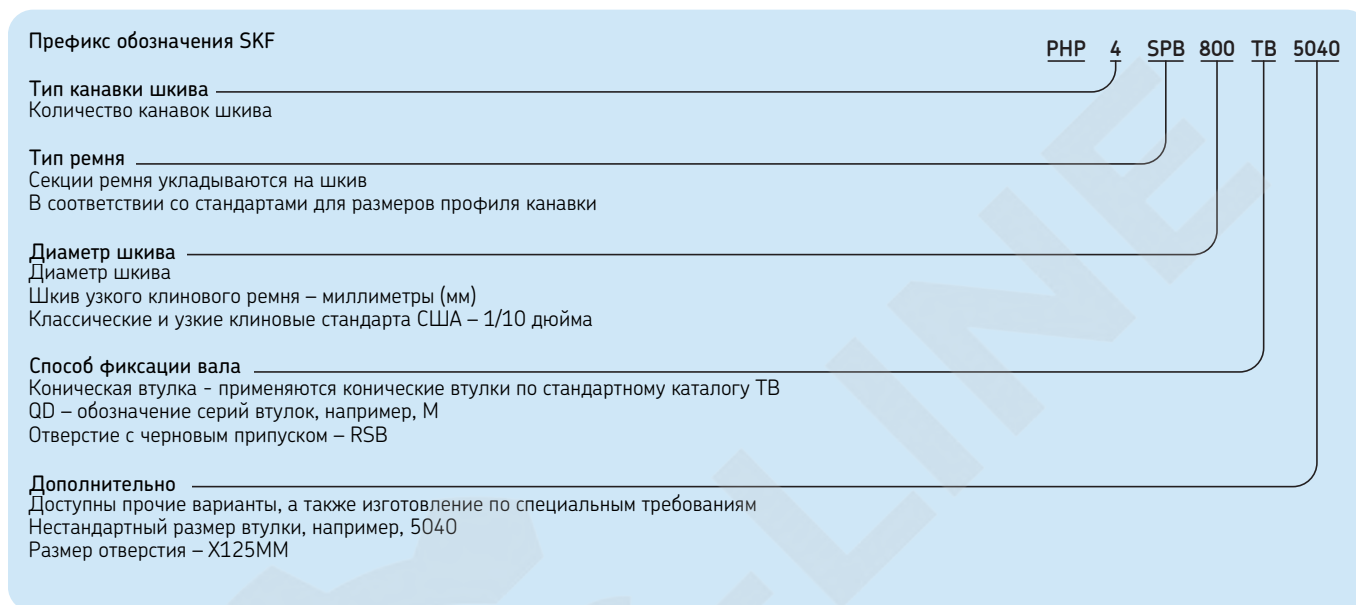 Префикс обозначения SKF
PHP 4 SPB 800 TB 5040
Тип канавки шкива
Количество канавок шкива
Тип ремня
Секции ремня укладываются на шкив
В соответствии со стандартами для размеров профиля канавки
Диаметр шкива
Диаметр шкива
Шкив узкого клинового ремня – миллиметры (мм)
Классические и узкие клиновые стандарта США – 1/10 дюйма
Способ фиксации вала
Коническая втулка - применяются конические втулки по стандартному каталогу TB
QD – обозначение серий втулок, например, M
Отверстие с черновым припуском – RSB
Дополнительно
Доступны прочие варианты, а также изготовление по специальным требованиям
Нестандартный размер втулки, например, 5040
Размер отверстия – X125MM